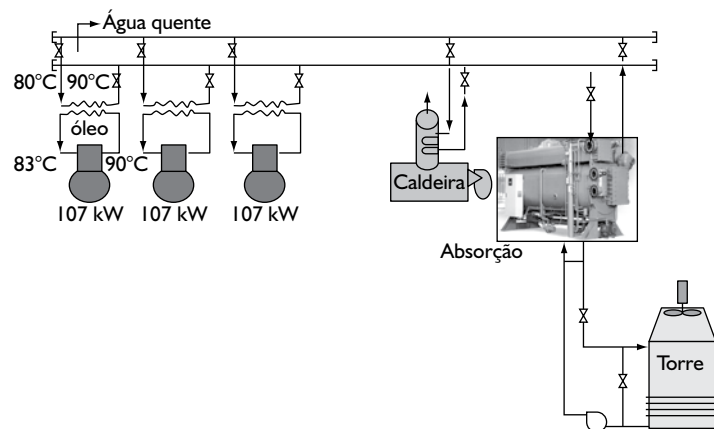 Água quente
80°C 90°C
óleo
83°C 90°C
107 kW 107 kW 107 kW
Caldeira
Absorção
Torre